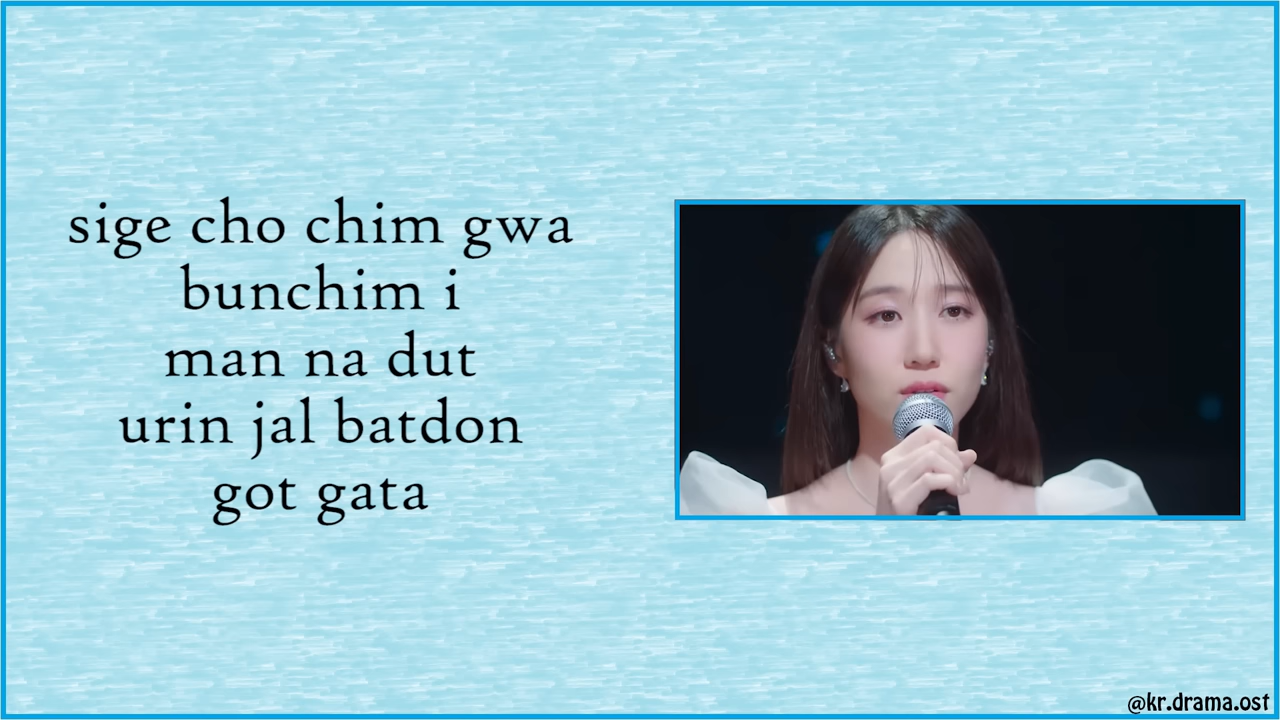 sige cho chim gwa
bunchim i
man na dut
urin jal batdon
got gata
@kr.drama.ost